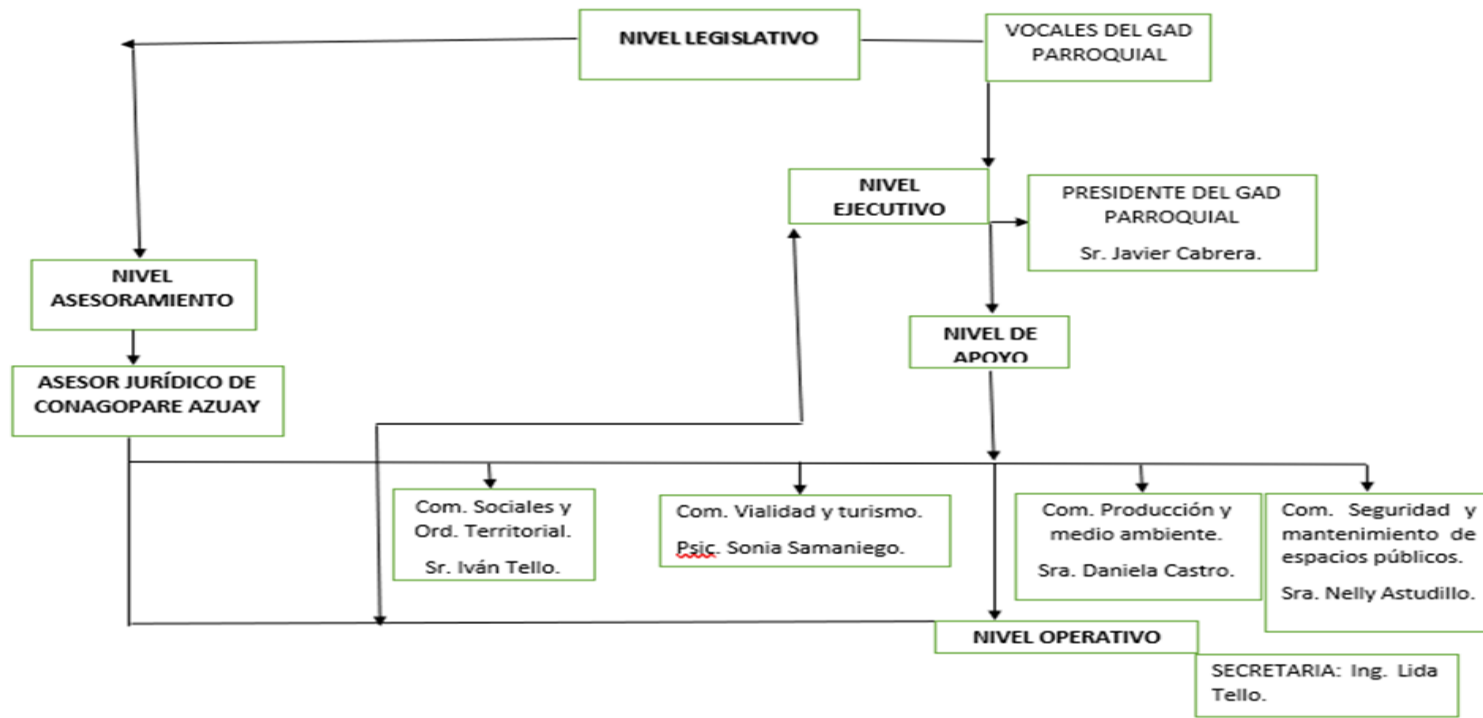 NIVEL LEGISLATIVO
VOCALES DEL GAD
PARROQUIAL
NIVEL
EJECUTIVO
PRESIDENTE DEL GAD
PARROQUIAL
Sr. Javier Cabrera.
NIVEL
ASESORAMIENTO
NIVEL DE
APOYO
ASESOR JURÍDICO DE
CONAGOPARE AZUAY
Com. Sociales y
Ord. Territorial.
Sr. Iván Tello.
Com. Vialidad y turismo.
Psic. Sonia Samaniego.
Com. Producción y
medio ambiente.
Sra. Daniela Castro.
Com. Seguridad y
mantenimiento de
espacios públicos.
Sra. Nelly Astudillo.
NIVEL OPERATIVO
SECRETARIA: Ing. Lida
Tello.